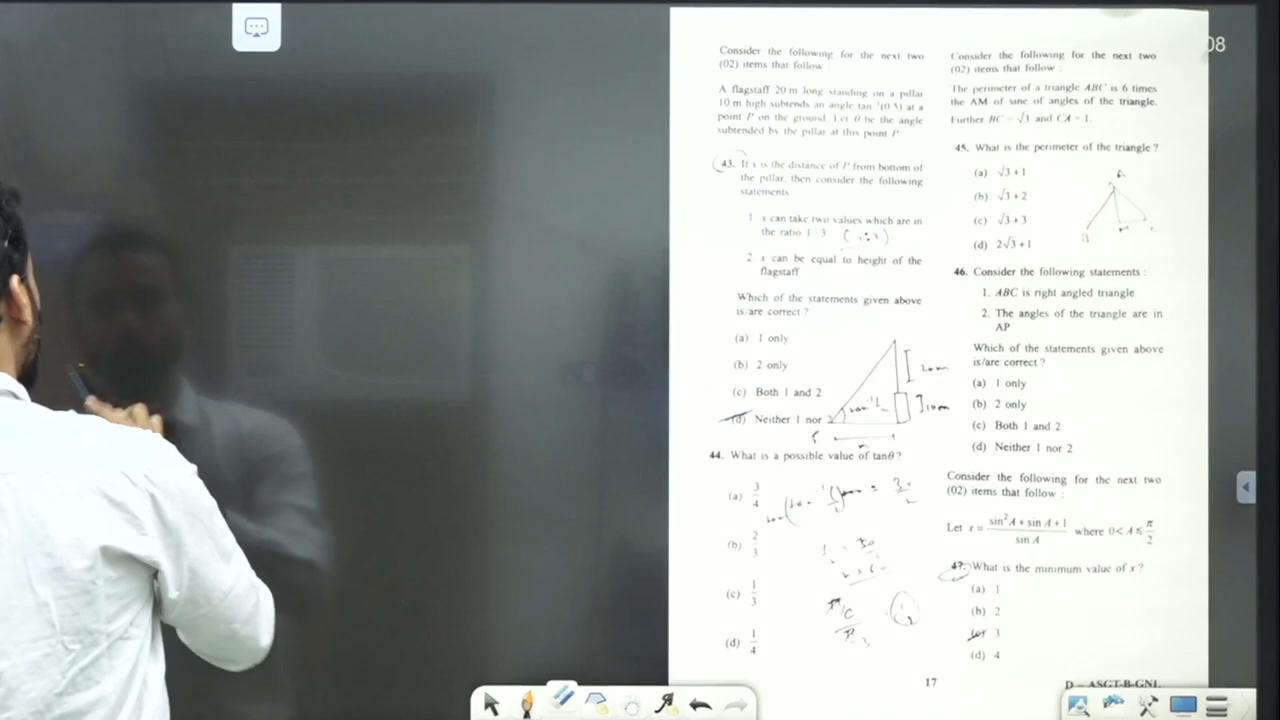 08
Consider the following for the next two
(02) items that follow :
A flagstaff 20 m long standing on a pillar
10 m high subtends an angle tan⁻¹(0.5) at a
point P on the ground. Let θ be the angle
subtended by the pillar at this point P.
43. If x is the distance of P from bottom of
the pillar, then consider the following
statements
1. x can take two values which are in
the ratio 1 : 3
2. x can be equal to height of the
flagstaff
Which of the statements given above
is/are correct ?
(a) 1 only
(b) 2 only
(c) Both 1 and 2
(d) Neither 1 nor 2
20m
10m
P
44. What is a possible value of tanθ ?
(a) 3/4
(b) 2/3
(c) 1/3
(d) 1/4
Consider the following for the next two
(02) items that follow :
The perimeter of a triangle ABC is 6 times
the AM of sine of angles of the triangle.
Further BC = √3 and CA = 1.
45. What is the perimeter of the triangle ?
(a) √3 + 1
(b) √3 + 2
(c) √3 + 3
(d) 2√3 + 1
A
B
46. Consider the following statements :
1. ABC is right angled triangle
2. The angles of the triangle are in
AP
Which of the statements given above
is/are correct ?
(a) 1 only
(b) 2 only
(c) Both 1 and 2
(d) Neither 1 nor 2
Consider the following for the next two
(02) items that follow :
Let x = (sin²A + sin A + 1)/sin A where 0 < A ≤ π/2
47. What is the minimum value of x ?
(a) 1
(b) 2
(c) 3
(d) 4
17
D – ASGT-B-GNL